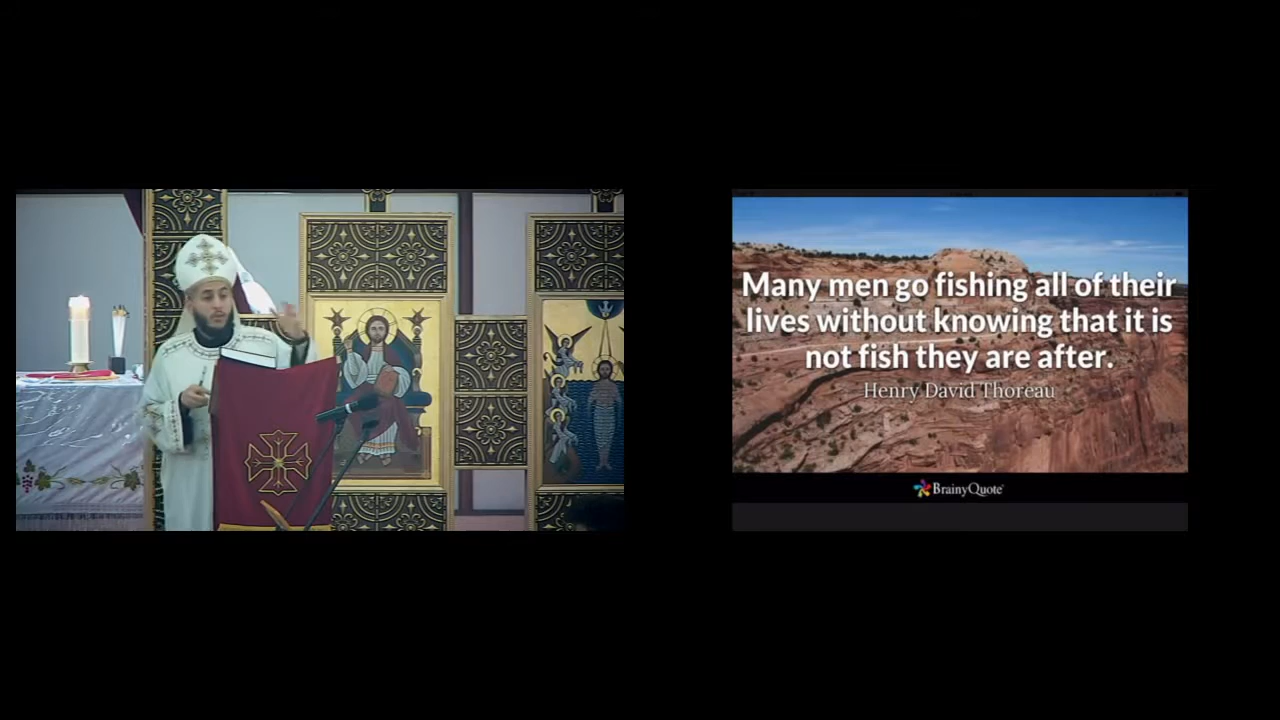 Many men go fishing all of their
lives without knowing that it is
not fish they are after.
Henry David Thoreau
BrainyQuote